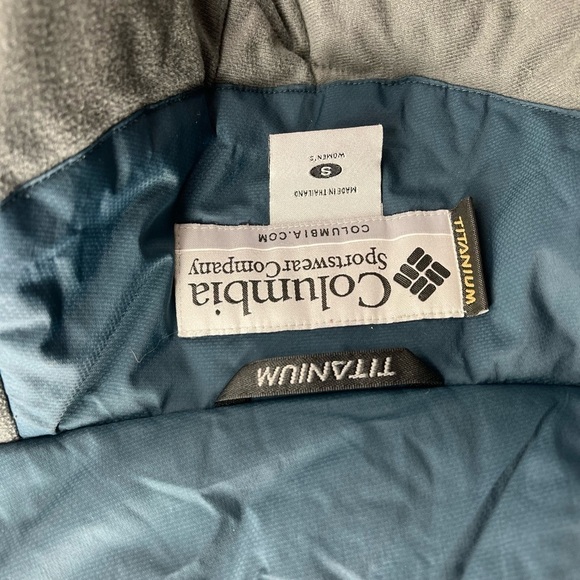 Columbia
Sportswear Company
COLUMBIA.COM
TITANIUM
MADE IN THAILAND
S
WOMEN'S
TITANIUM